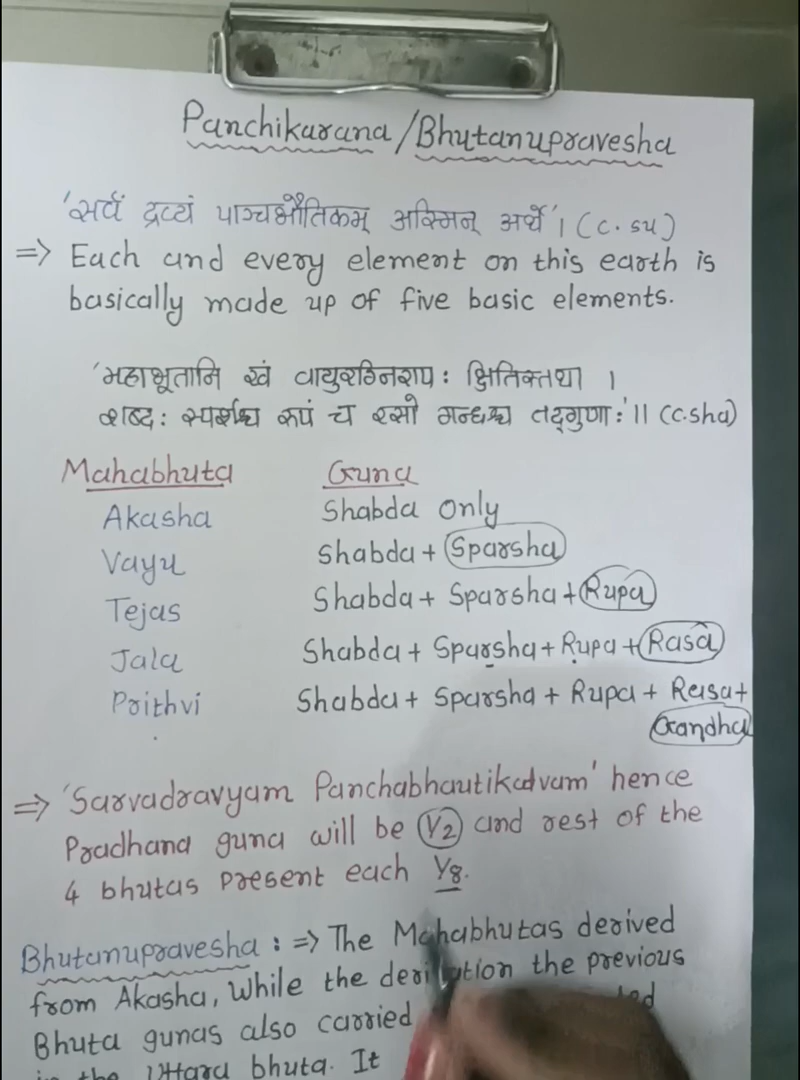 Panchikarana/Bhutanupravesha
'सर्वं द्रव्यं पाञ्चभौतिकम् अस्मिन् अर्थे'। (c. su)
=> Each and every element on this earth is
basically made up of five basic elements.
'महाभूतानि खं वायुरग्निरापः क्षितिस्तथा ।
शब्दः स्पर्शश्च रूपं च रसो गन्धश्च तद्गुणाः'।। (c.sha)
Mahabhuta Guna
Akasha Shabda Only
Vayu Shabda + Sparsha
Tejas Shabda + Sparsha + Rupa
Jala Shabda + Sparsha + Rupa + Rasa
Prithvi Shabda + Sparsha + Rupa + Rasa +
Gandha
=> 'Sarvadravyam Panchabhautikatvam' hence
Pradhana guna will be 1/2 and rest of the
4 bhutas present each 1/8.
Bhutanupravesha : => The Mahabhutas derived
from Akasha, While the the previous
Bhuta gunas also carried
in the Uttara bhuta. It